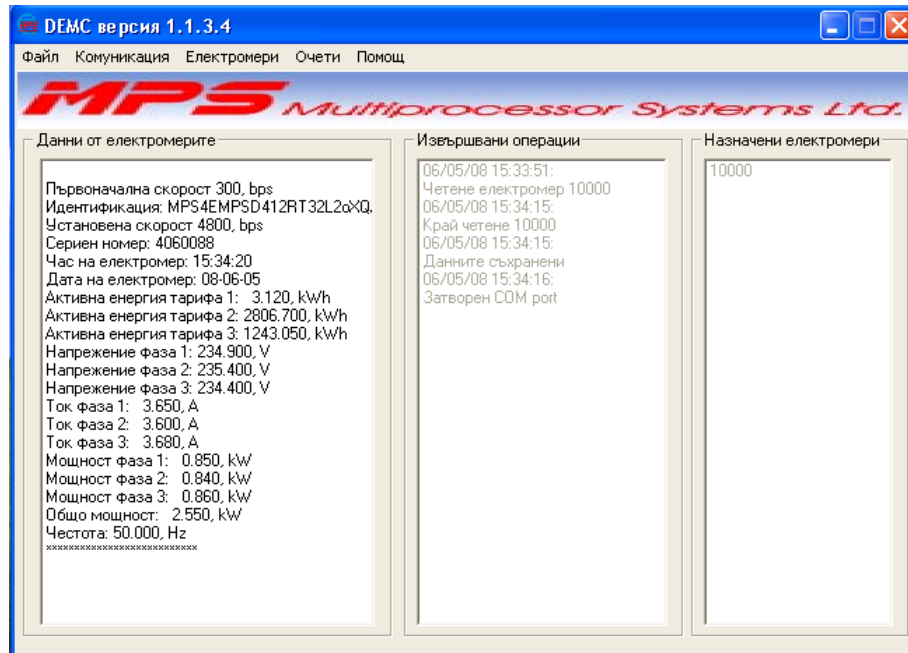 DEMC версия 1.1.3.4
Файл Комуникация Електромери Очети Помощ
MPS Multiprocessor Systems Ltd.
Данни от електромерите
Първоначална скорост 300, bps
Идентификация: MPS4EMPSD412RT32L2oXQ.
Установена скорост 4800, bps
Сериен номер: 4060088
Час на електромер: 15:34:20
Дата на електромер: 08-06-05
Активна енергия тарифа 1: 3.120, kWh
Активна енергия тарифа 2: 2806.700, kWh
Активна енергия тарифа 3: 1243.050, kWh
Напрежение фаза 1: 234.900, V
Напрежение фаза 2: 235.400, V
Напрежение фаза 3: 234.400, V
Ток фаза 1: 3.650, A
Ток фаза 2: 3.600, A
Ток фаза 3: 3.680, A
Мощност фаза 1: 0.850, kW
Мощност фаза 2: 0.840, kW
Мощност фаза 3: 0.860, kW
Общо мощност: 2.550, kW
Честота: 50.000, Hz
***************************
Извършвани операции
06/05/08 15:33:51:
Четене електромер 10000
06/05/08 15:34:15:
Край четене 10000
06/05/08 15:34:15:
Данните съхранени
06/05/08 15:34:16:
Затворен COM port
Назначени електромери
10000